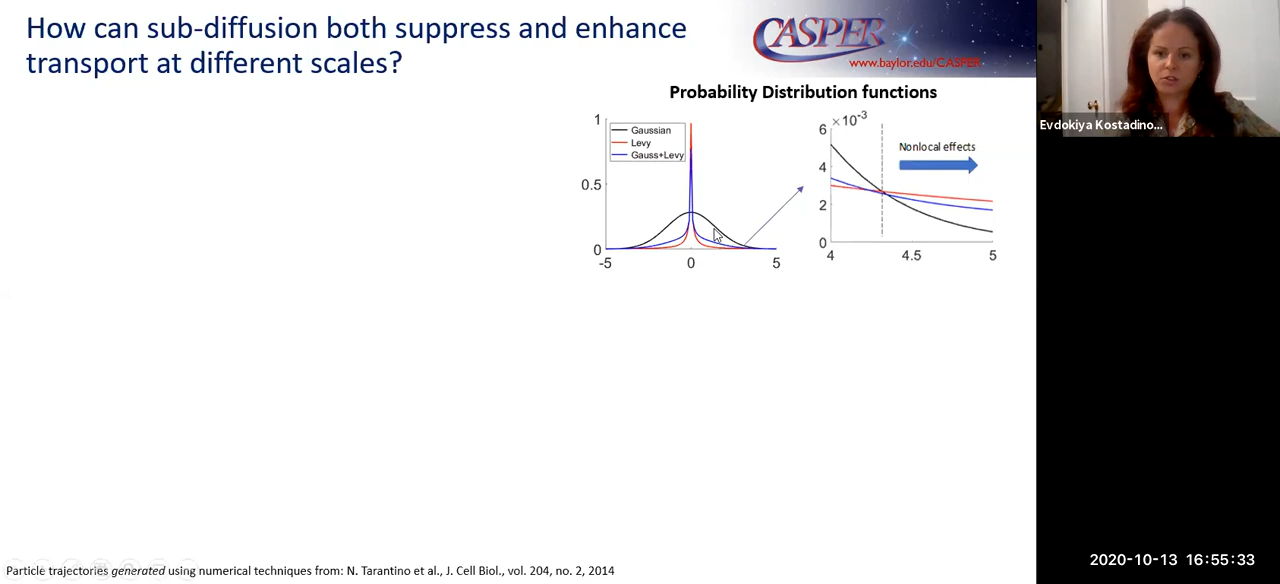 How can sub-diffusion both suppress and enhance
transport at different scales?
CASPER
www.baylor.edu/CASPER
Evdokiya Kostadino...
Probability Distribution functions
1
0.5
0
-5
0
5
Gaussian
Levy
Gauss+Levy
×10⁻³
6
4
2
0
4
4.5
5
Nonlocal effects
Particle trajectories generated using numerical techniques from: N. Tarantino et al., J. Cell Biol., vol. 204, no. 2, 2014
2020-10-13 16:55:33